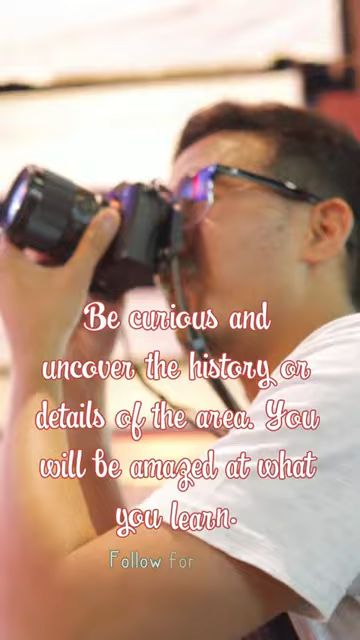 Be curious and
uncover the history or
details of the area. You
will be amazed at what
you learn.
Follow for